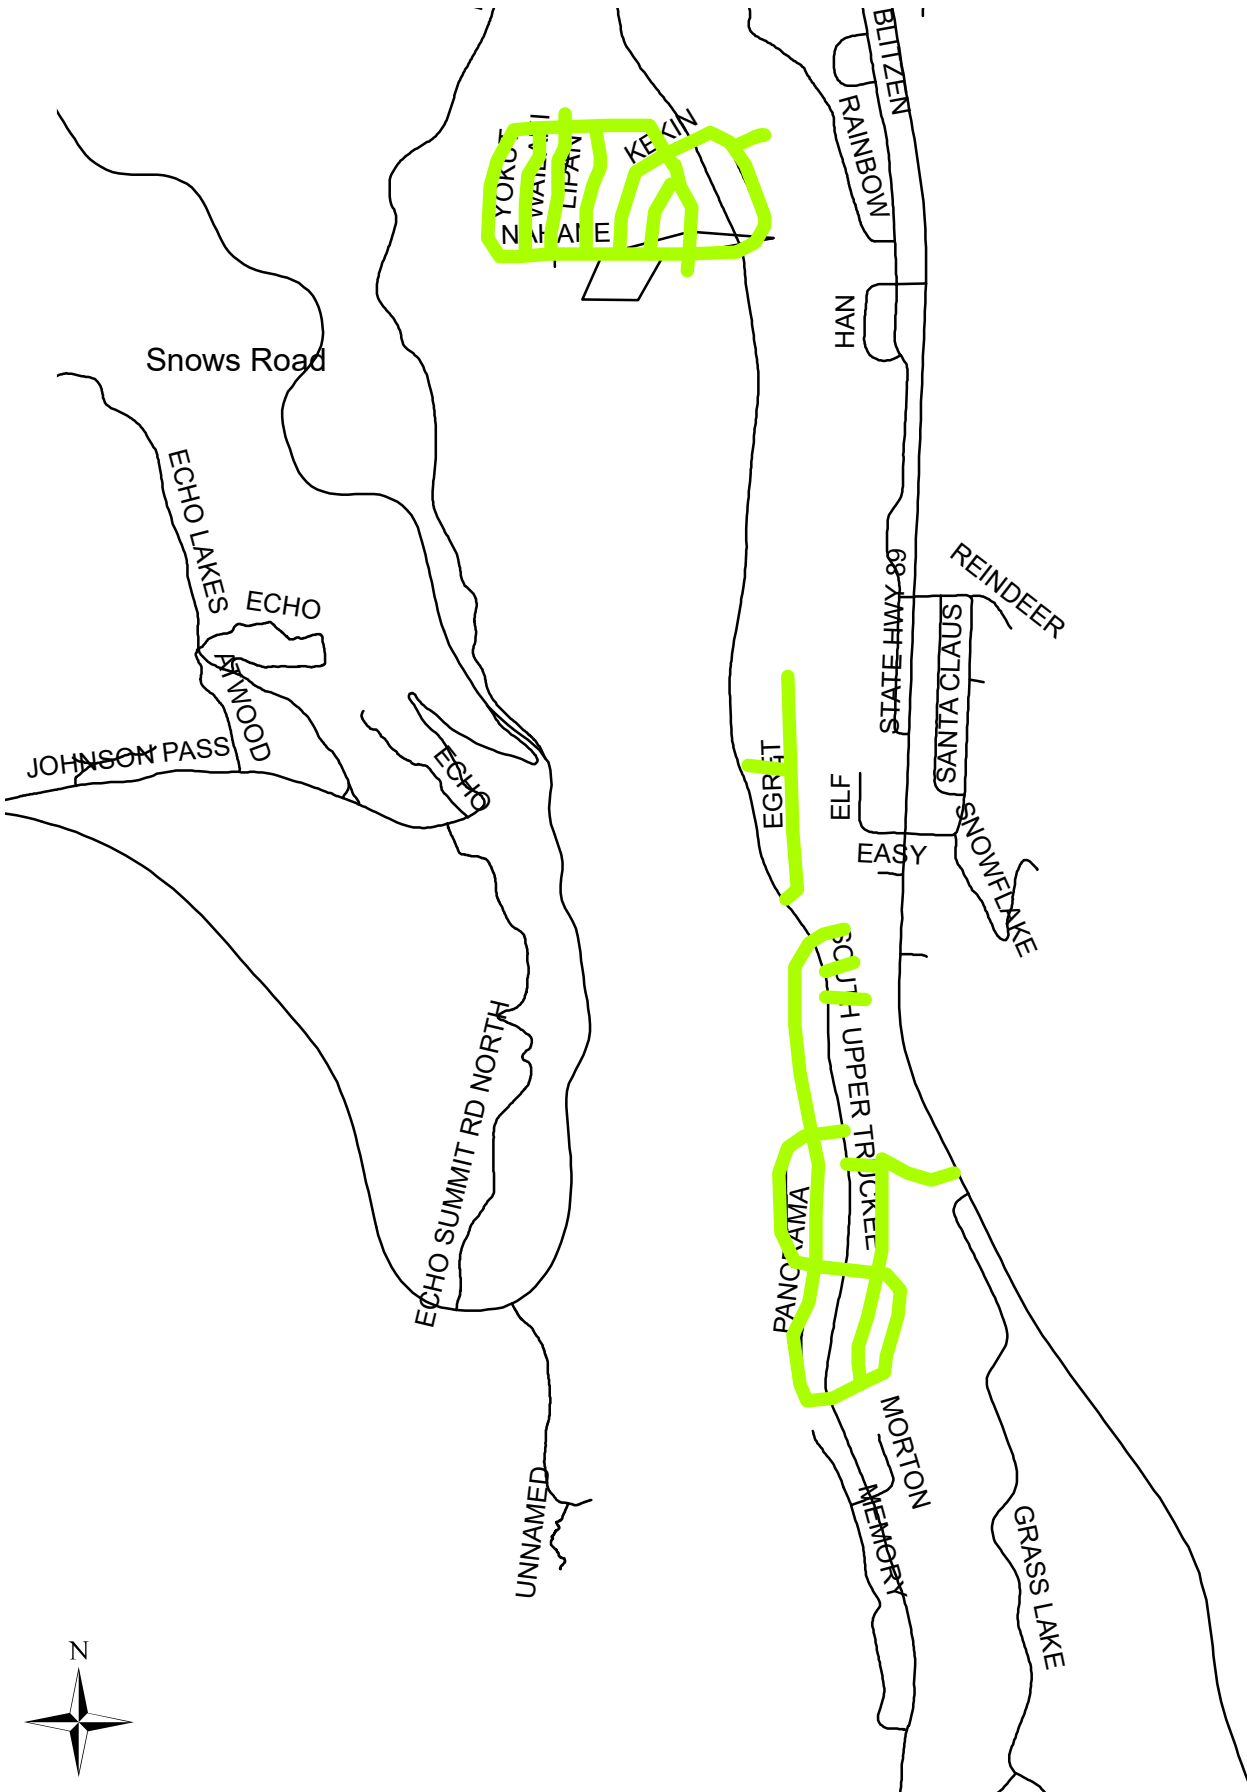 BLITZEN
RAINBOW
KEKIN
YOKUT
WAILAKI
LIPAN
NAHANE
HAN
Snows Road
ECHO LAKES
ECHO
ATWOOD
JOHNSON PASS
ECHO
REINDEER
STATE HWY 89
SANTA CLAUS
EGRET
ELF
EASY
SNOWFLAKE
SOUTH UPPER TRUCKEE
ECHO SUMMIT RD NORTH
PANORAMA
MORTON
MEMORY
UNNAMED
GRASS LAKE
N